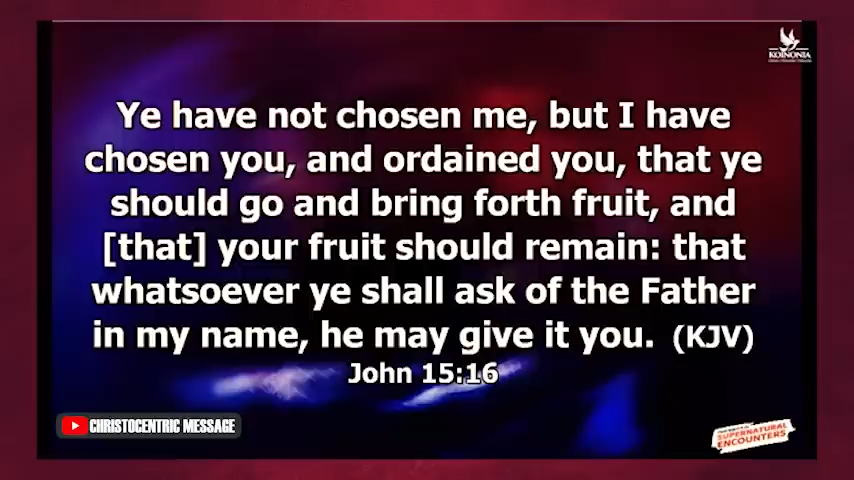 KOINONIA
Ye have not chosen me, but I have
chosen you, and ordained you, that ye
should go and bring forth fruit, and
[that] your fruit should remain: that
whatsoever ye shall ask of the Father
in my name, he may give it you. (KJV)
John 15:16
CHRISTOCENTRIC MESSAGE
SUPERNATURAL
ENCOUNTERS